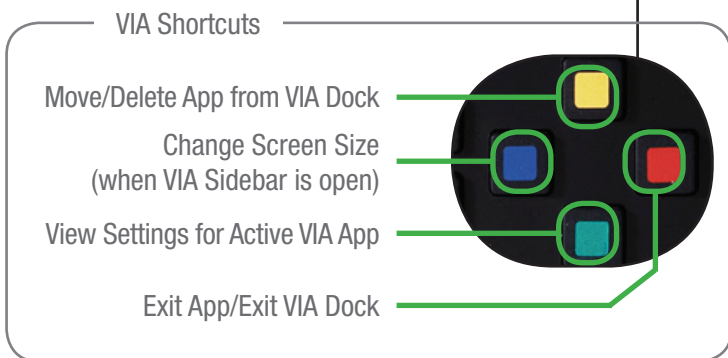 VIA Shortcuts
Move/Delete App from VIA Dock
Change Screen Size
(when VIA Sidebar is open)
View Settings for Active VIA App
Exit App/Exit VIA Dock